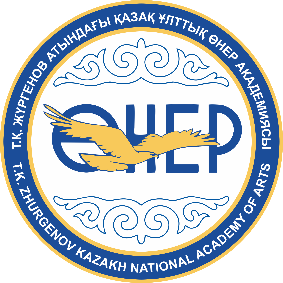 Т.Қ. ЖҮРГЕНОВ АТЫНДАҒЫ ҚАЗАҚ ҰЛТТЫҚ ӨНЕР АКАДЕМИЯСЫ
ӨНЕР
T.K. ZHURGENOV KAZAKH NATIONAL ACADEMY OF ARTS